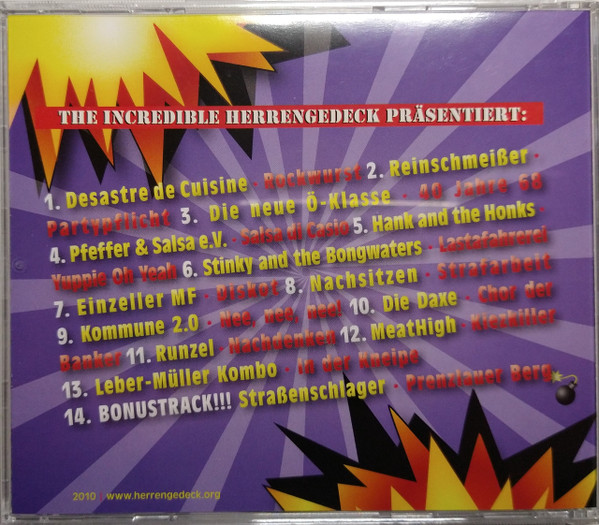 THE INCREDIBLE HERRENGEDECK PRÄSENTIERT:
1. Desastre de Cuisine · Rockwurst 2. Reinschmeißer ·
Partypflicht 3. Die neue Ö-Klasse · 40 Jahre 68
4. Pfeffer & Salsa e.V. · Salsa di Casio 5. Hank and the Honks ·
Yuppie Oh Yeah 6. Stinky and the Bongwaters · Lastafahrerei
7. Einzeller MF · Diskot 8. Nachsitzen · Strafarbeit
9. Kommune 2.0 · Nee, nee, nee! 10. Die Daxe · Chor der
Banker 11. Runzel · Nachdenken 12. MeatHigh · Kiezkiller
13. Leber-Müller Kombo · in der Kneipe
14. BONUSTRACK!!! Straßenschlager · Prenzlauer Berg
2010 | www.herrengedeck.org